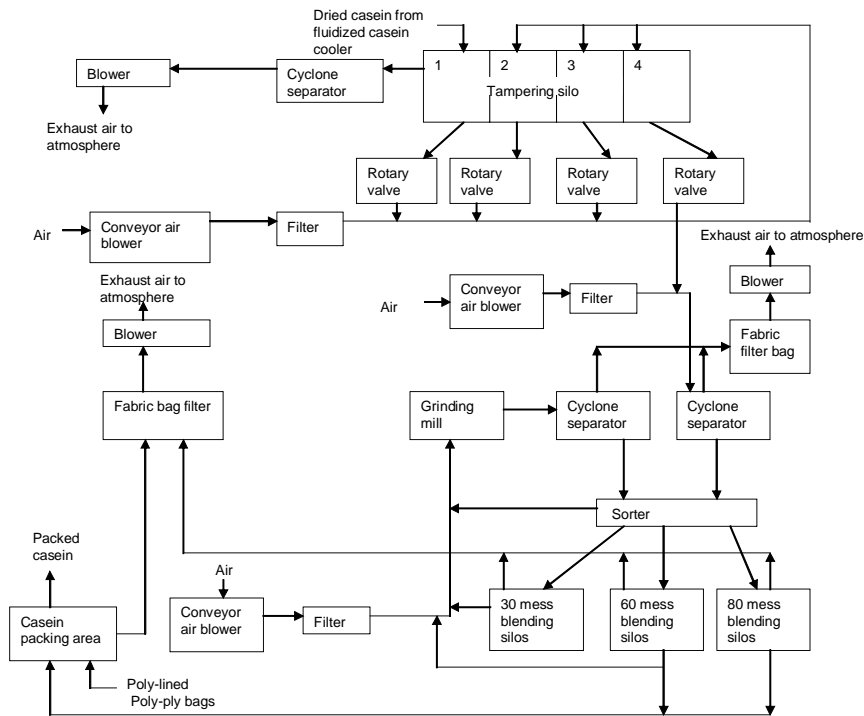 Dried casein from
fluidized casein
cooler
1
2
3
4
Tampering silo
Blower
Cyclone
separator
Exhaust air to
atmosphere
Rotary
valve
Rotary
valve
Rotary
valve
Rotary
valve
Air
Conveyor air
blower
Filter
Exhaust air to atmosphere
Blower
Exhaust air to
atmosphere
Air
Conveyor
air blower
Filter
Blower
Fabric
filter bag
Fabric bag filter
Grinding
mill
Cyclone
separator
Cyclone
separator
Sorter
Packed
casein
Air
Conveyor
air blower
Filter
30 mess
blending
silos
60 mess
blending
silos
80 mess
blending
silos
Casein
packing area
Poly-lined
Poly-ply bags